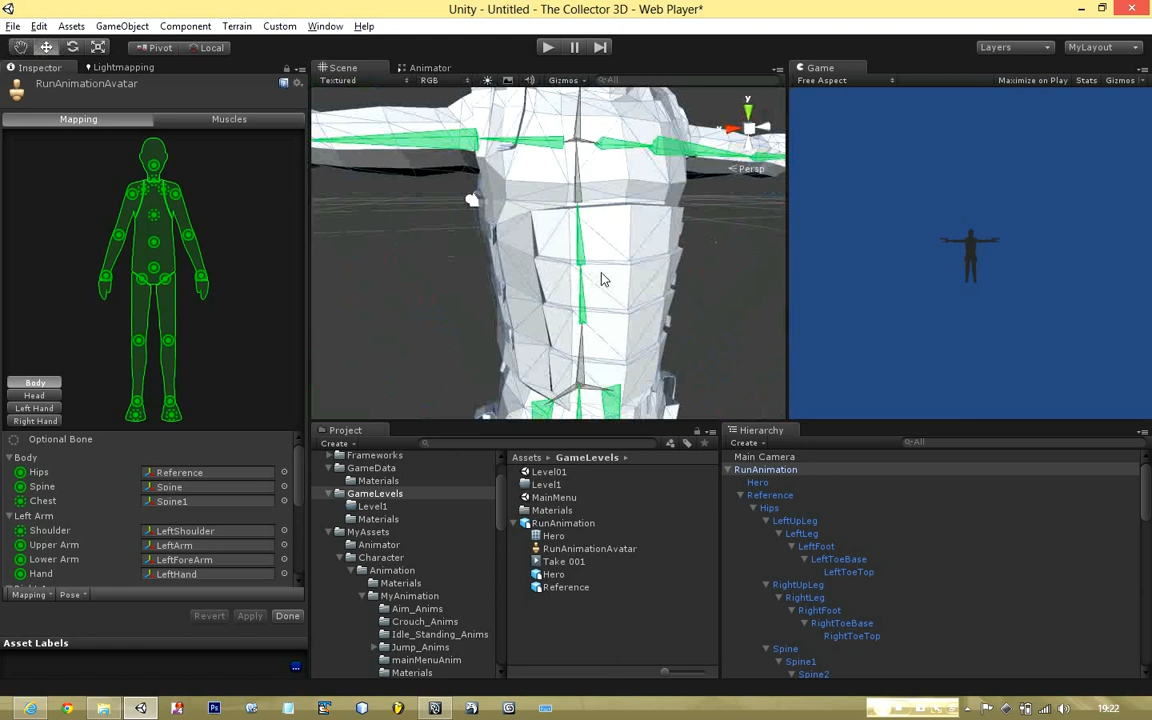 Unity - Untitled - The Collector 3D - Web Player*
File Edit Assets GameObject Component Terrain Custom Window Help
Pivot Local
Layers MyLayout
Inspector Lightmapping
Scene Animator
Game
Textured RGB Gizmos All
Free Aspect Maximize on Play Stats Gizmos
RunAnimationAvatar
Mapping Muscles
y
Persp
Body
Head
Left Hand
Right Hand
Optional Bone
Body
Hips Reference
Spine Spine
Chest Spine1
Left Arm
Shoulder LeftShoulder
Upper Arm LeftArm
Lower Arm LeftForeArm
Hand LeftHand
Mapping Pose
Revert Apply Done
Asset Labels
Project
Create
Frameworks
GameData
Materials
GameLevels
Level1
Materials
MyAssets
Animator
Character
Animation
Materials
MyAnimation
Aim_Anims
Crouch_Anims
Idle_Standing_Anims
Jump_Anims
mainMenuAnim
Materials
Assets GameLevels
Level01
Level1
MainMenu
Materials
RunAnimation
Hero
RunAnimationAvatar
Take 001
Hero
Reference
Hierarchy
Create All
Main Camera
RunAnimation
Hero
Reference
Hips
LeftUpLeg
LeftLeg
LeftFoot
LeftToeBase
LeftToeTop
RightUpLeg
RightLeg
RightFoot
RightToeBase
RightToeTop
Spine
Spine1
Spine2
19:22